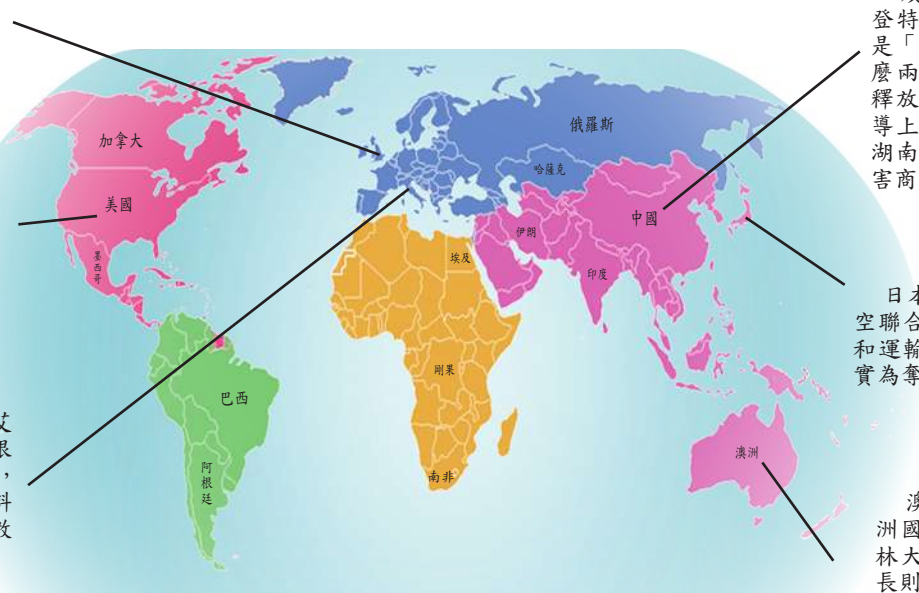 加拿大
美國
墨西哥
巴西
阿根廷
俄羅斯
哈薩克
中國
伊朗
印度
埃及
剛果
南非
澳洲
登特
是「
麼兩
釋放
導上
湖南
害商
日本
空聯合
和運輸
實為奪
澳
洲國
林大
長則